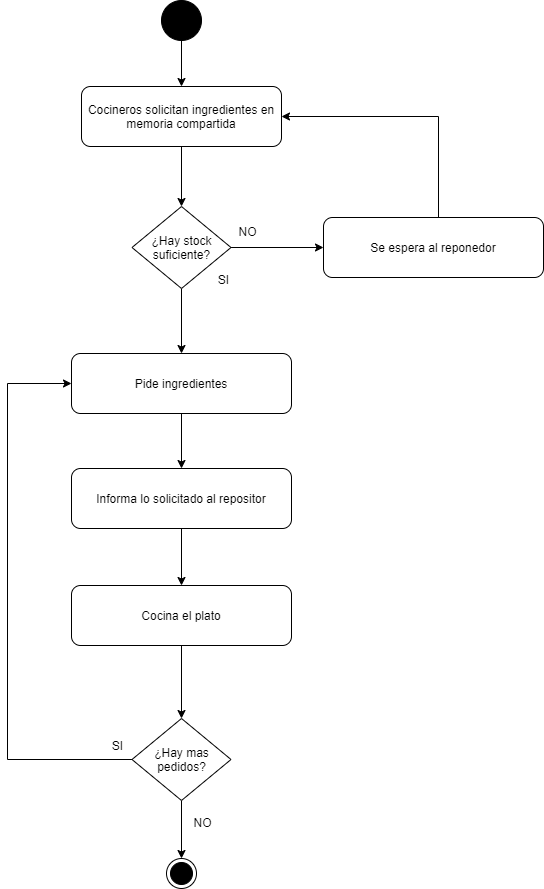 Cocineros solicitan ingredientes en
memoria compartida
¿Hay stock
suficiente?
NO
Se espera al reponedor
SI
Pide ingredientes
Informa lo solicitado al repositor
Cocina el plato
SI
¿Hay mas
pedidos?
NO